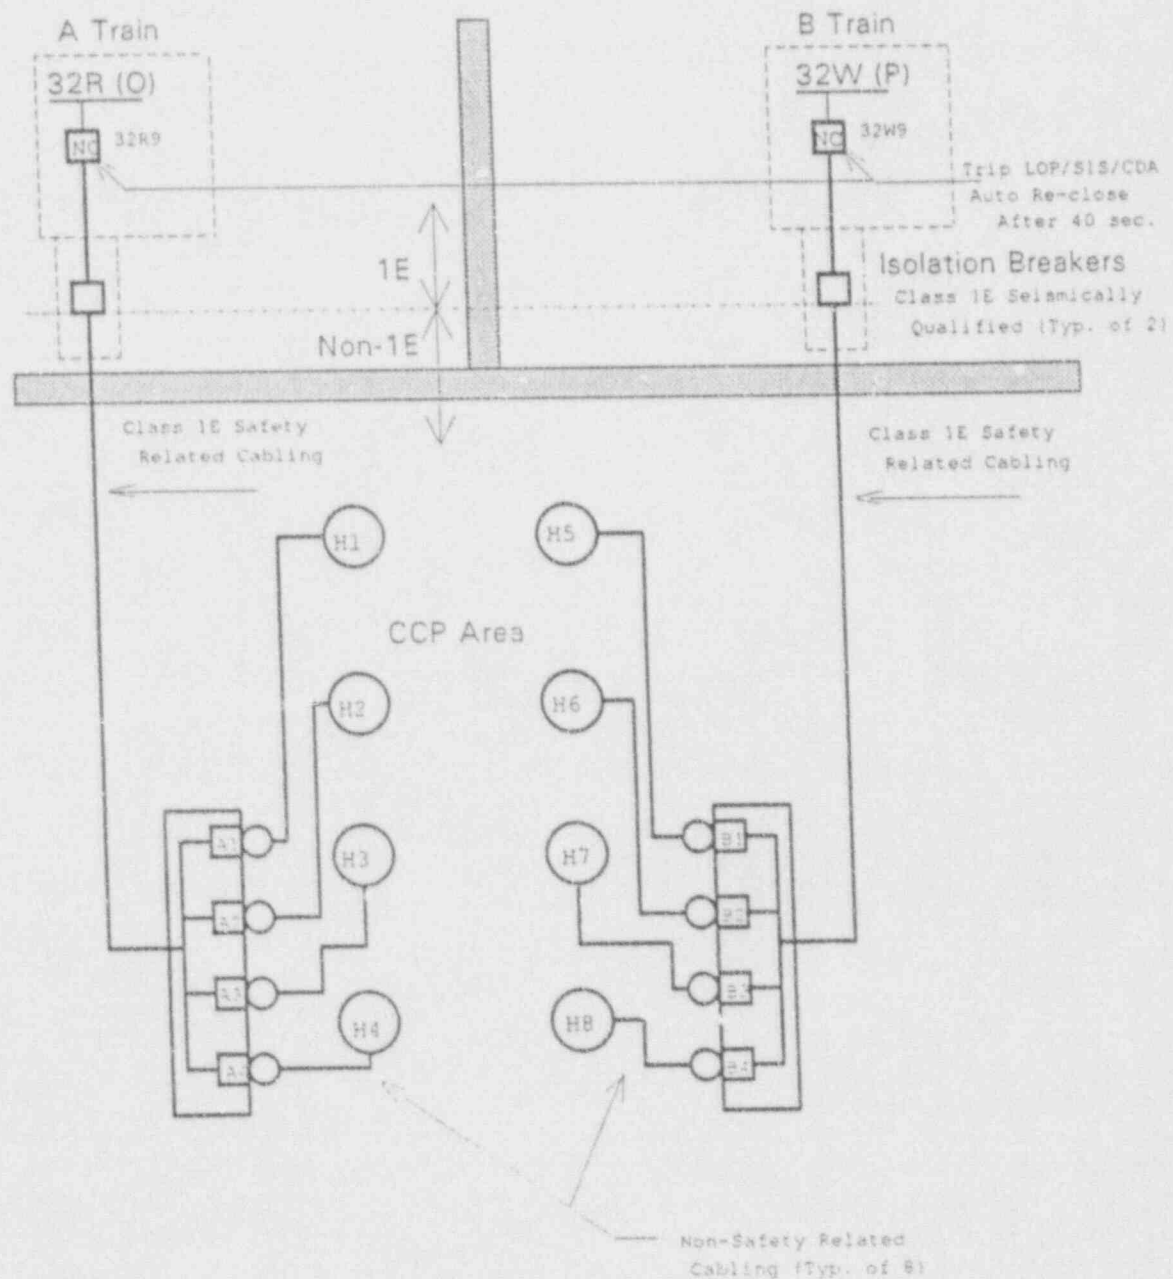 A Train
B Train
32R (O)
32W (P)
NC
32R9
NC
32W9
Trip LOP/SIS/CDA
Auto Re-close
After 40 sec.
1E
Isolation Breakers
Class 1E Seismically
Qualified (Typ. of 2)
Non-1E
Class 1E Safety
Related Cabling
Class 1E Safety
Related Cabling
H1
H5
CCP Area
H2
H6
A1
H3
H7
B1
A2
B2
A3
B3
H4
H8
A4
B4
Non-Safety Related
Cabling (Typ. of 8)